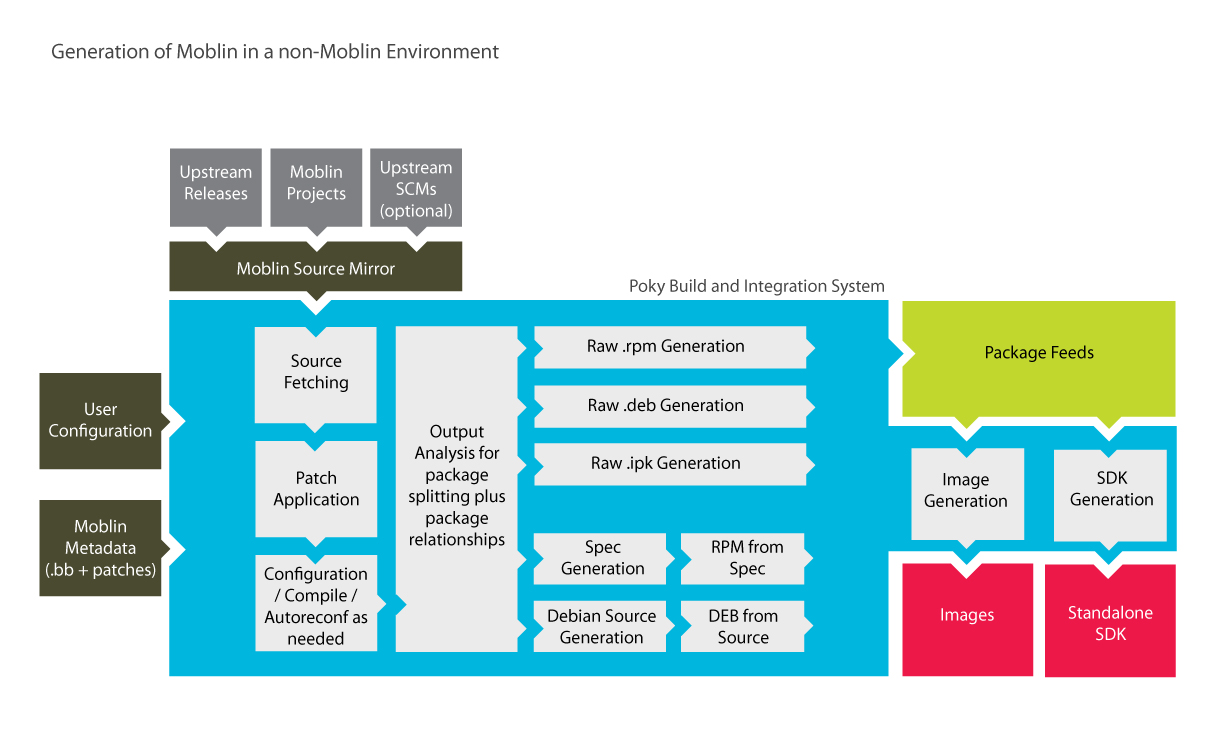 Generation of Moblin in a non-Moblin Environment
Upstream
Releases
Moblin
Projects
Upstream
SCMs
(optional)
Moblin Source Mirror
Poky Build and Integration System
User
Configuration
Moblin
Metadata
(.bb + patches)
Source
Fetching
Patch
Application
Configuration
/ Compile /
Autoreconf as
needed
Output
Analysis for
package
splitting plus
package
relationships
Raw .rpm Generation
Raw .deb Generation
Raw .ipk Generation
Spec
Generation
RPM from
Spec
Debian Source
Generation
DEB from
Source
Package Feeds
Image
Generation
SDK
Generation
Images
Standalone
SDK